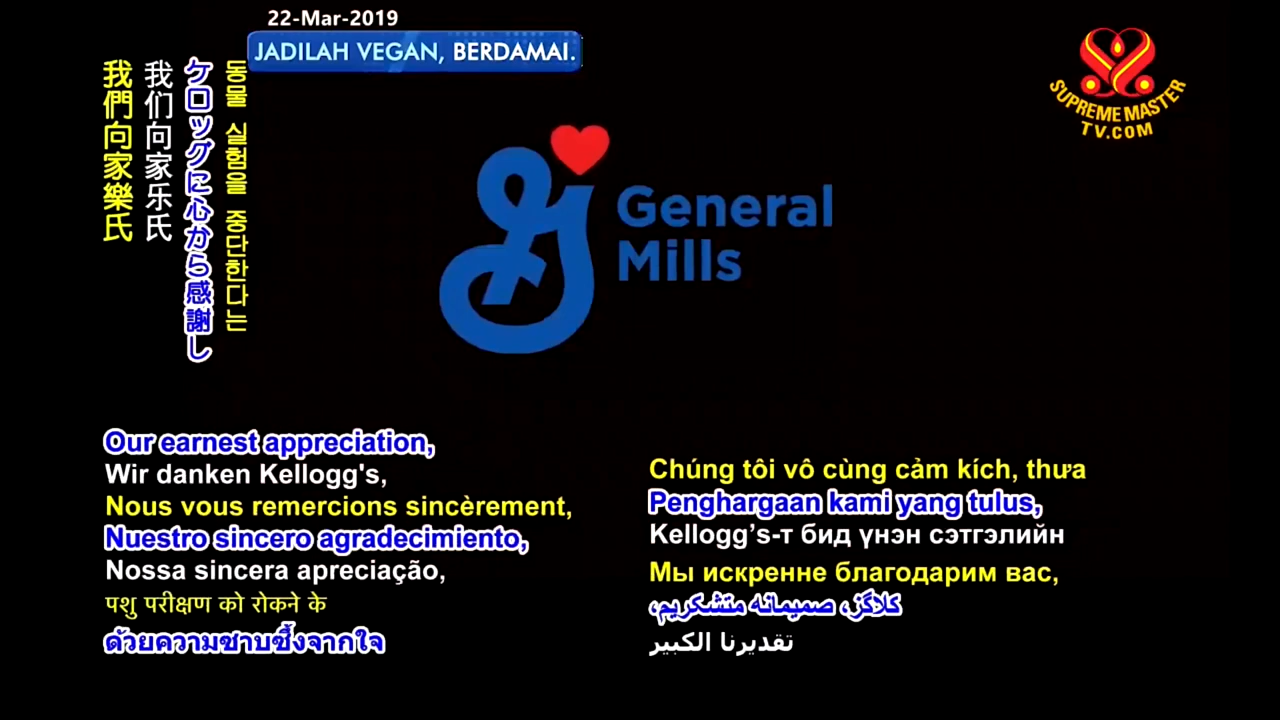 22-Mar-2019
JADILAH VEGAN, BERDAMAI.
SUPREME MASTER
TV.COM
我們向家樂氏
我们向家乐氏
ケロッグに心から感謝し
동물 실험을 중단한다는
General
Mills
Our earnest appreciation,
Wir danken Kellogg's,
Nous vous remercions sincèrement,
Nuestro sincero agradecimiento,
Nossa sincera apreciação,
पशु परीक्षण को रोकने के
ด้วยความซาบซึ้งจากใจ
Chúng tôi vô cùng cảm kích, thưa
Penghargaan kami yang tulus,
Kellogg’s-т бид үнэн сэтгэлийн
Мы искренне благодарим вас,
کلاگز، صمیمانه متشکریم،
تقديرنا الكبير